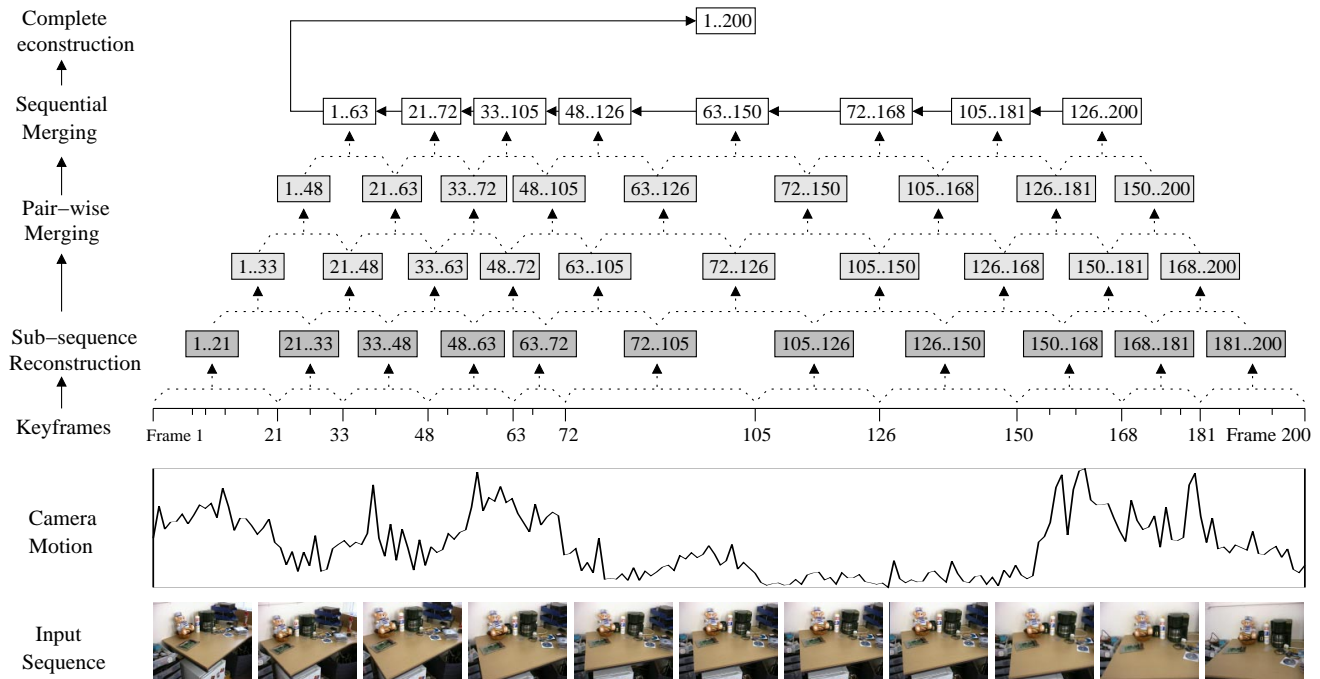 Complete
econstruction
1..200
Sequential
Merging
1..63 21..72 33..105 48..126 63..150 72..168 105..181 126..200
Pair−wise
Merging
1..48 21..63 33..72 48..105 63..126 72..150 105..168 126..181 150..200
1..33 21..48 33..63 48..72 63..105 72..126 105..150 126..168 150..181 168..200
Sub−sequence
Reconstruction
1..21 21..33 33..48 48..63 63..72 72..105 105..126 126..150 150..168 168..181 181..200
Keyframes
Frame 1 21 33 48 63 72 105 126 150 168 181 Frame 200
Camera
Motion
Input
Sequence